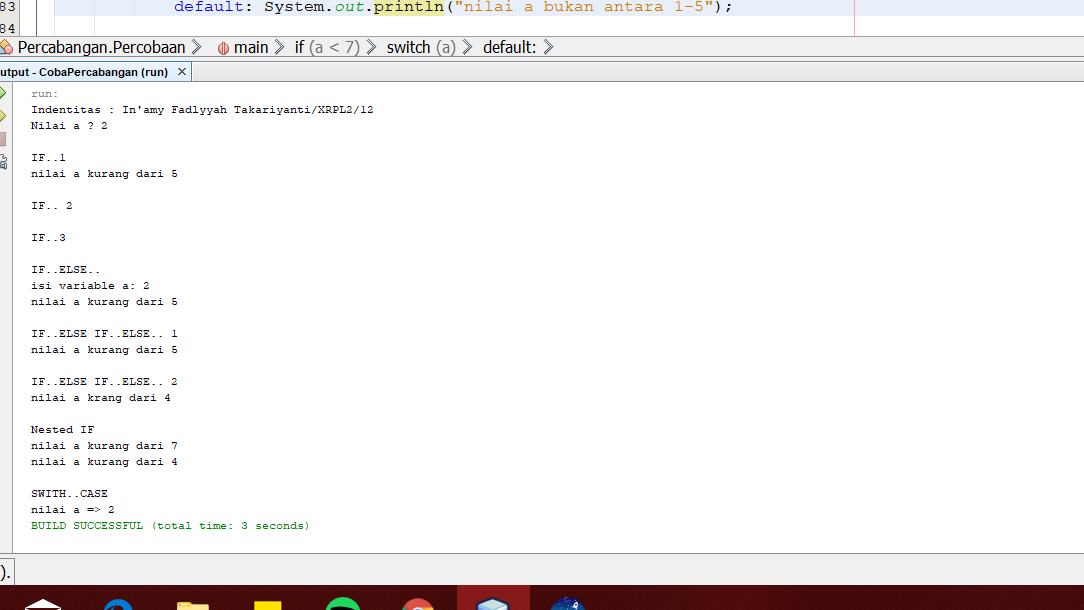 83 default: System.out.println("nilai a bukan antara 1-5");
84
Percabangan.Percobaan main if (a < 7) switch (a) default:
utput - CobaPercabangan (run) ×
run:
Indentitas : In'amy Fadlyyah Takariyanti/XRPL2/12
Nilai a ? 2
IF..1
nilai a kurang dari 5
IF.. 2
IF..3
IF..ELSE..
isi variable a: 2
nilai a kurang dari 5
IF..ELSE IF..ELSE.. 1
nilai a kurang dari 5
IF..ELSE IF..ELSE.. 2
nilai a krang dari 4
Nested IF
nilai a kurang dari 7
nilai a kurang dari 4
SWITH..CASE
nilai a => 2
BUILD SUCCESSFUL (total time: 3 seconds)
).